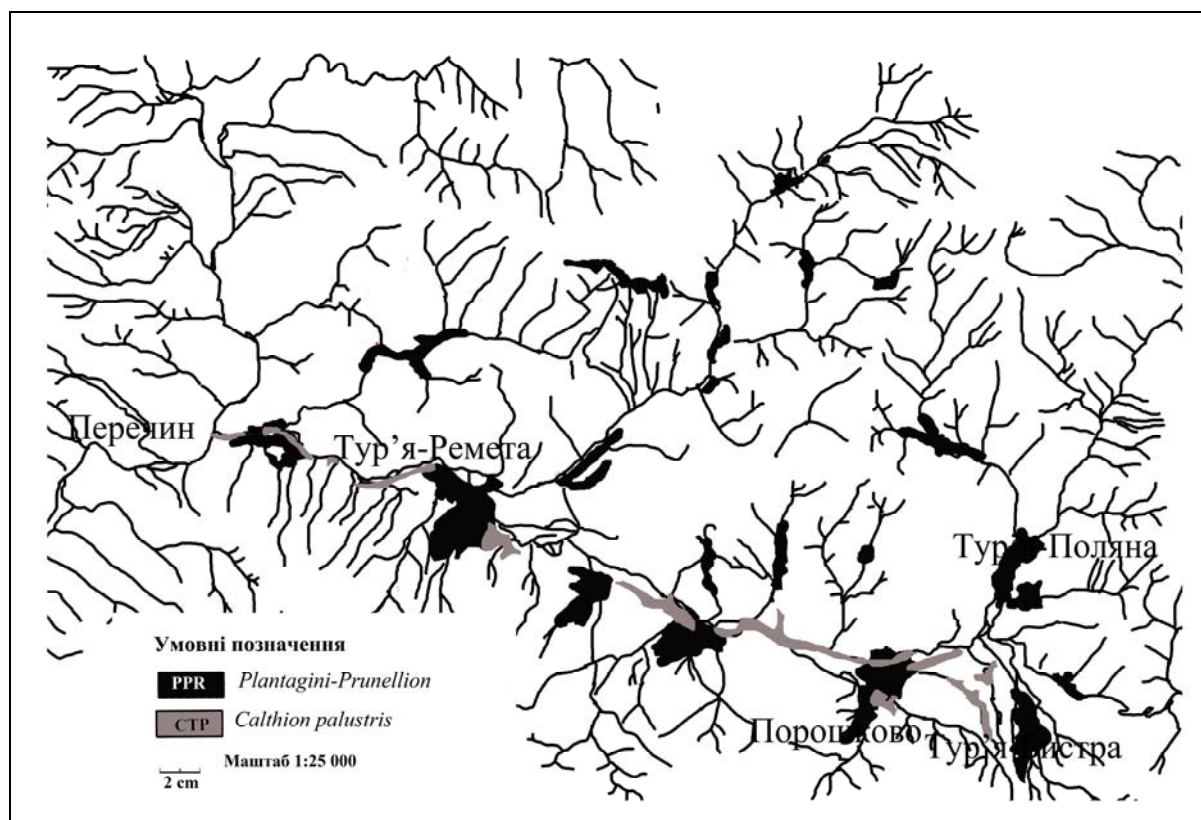 Перечин
Тур’я-Ремета
Поляна
Порошково
Умовні позначення
PPR Plantagini-Prunellion
CTP Calthion palustris
Маштаб 1:25 000
2 cm